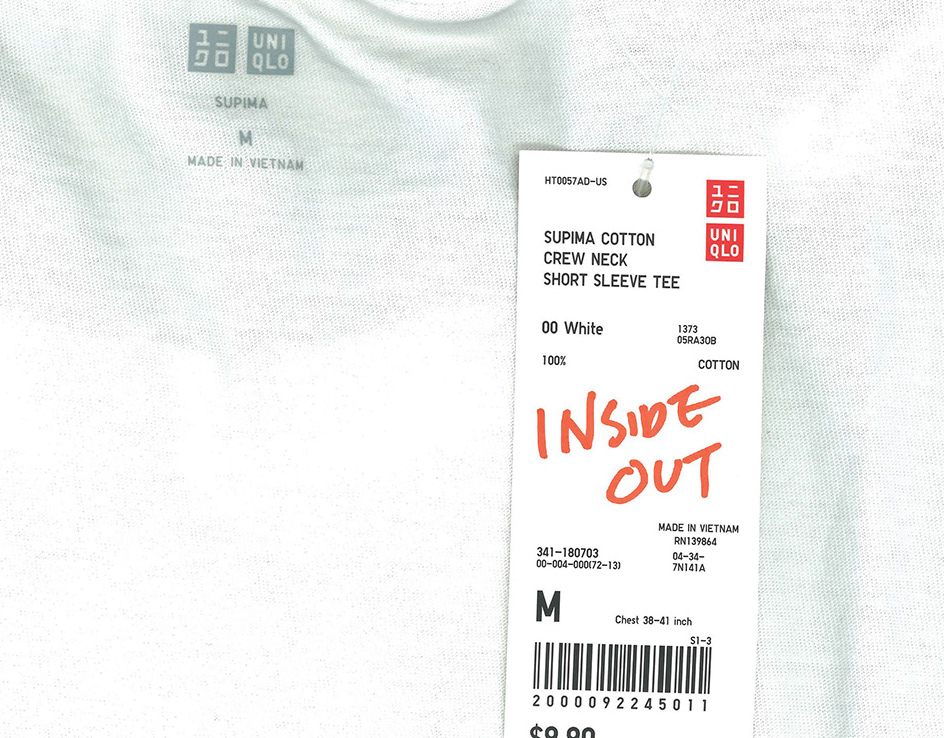 ユニ
クロ
UNI
QLO
SUPIMA
M
MADE IN VIETNAM
HT0057AD-US
ユニ
クロ
UNI
QLO
SUPIMA COTTON
CREW NECK
SHORT SLEEVE TEE
00 White
1373
05RA30B
100%
COTTON
INSIDE
OUT
MADE IN VIETNAM
RN139864
341-180703
00-004-000(72-13)
04-34-
7N141A
M
Chest 38-41 inch
S1-3
2000092245011